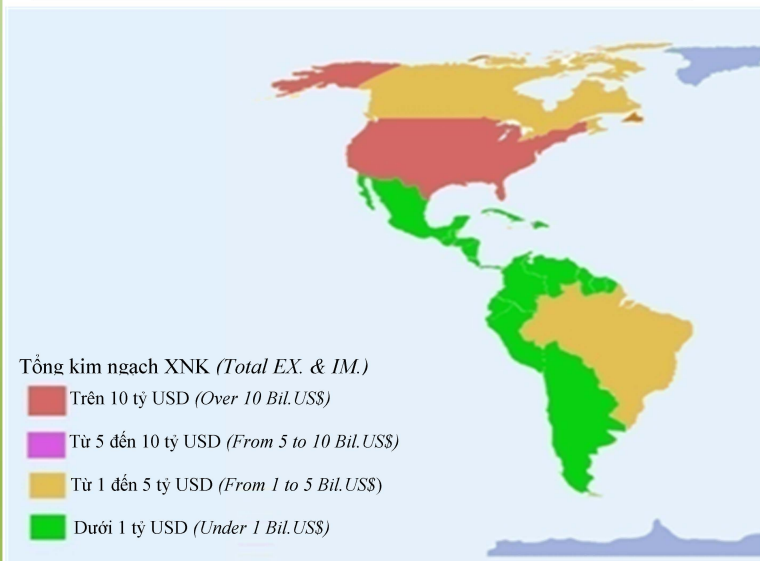 Tổng kim ngạch XNK (Total EX. & IM.)
Trên 10 tỷ USD (Over 10 Bil.US$)
Từ 5 đến 10 tỷ USD (From 5 to 10 Bil.US$)
Từ 1 đến 5 tỷ USD (From 1 to 5 Bil.US$)
Dưới 1 tỷ USD (Under 1 Bil.US$)